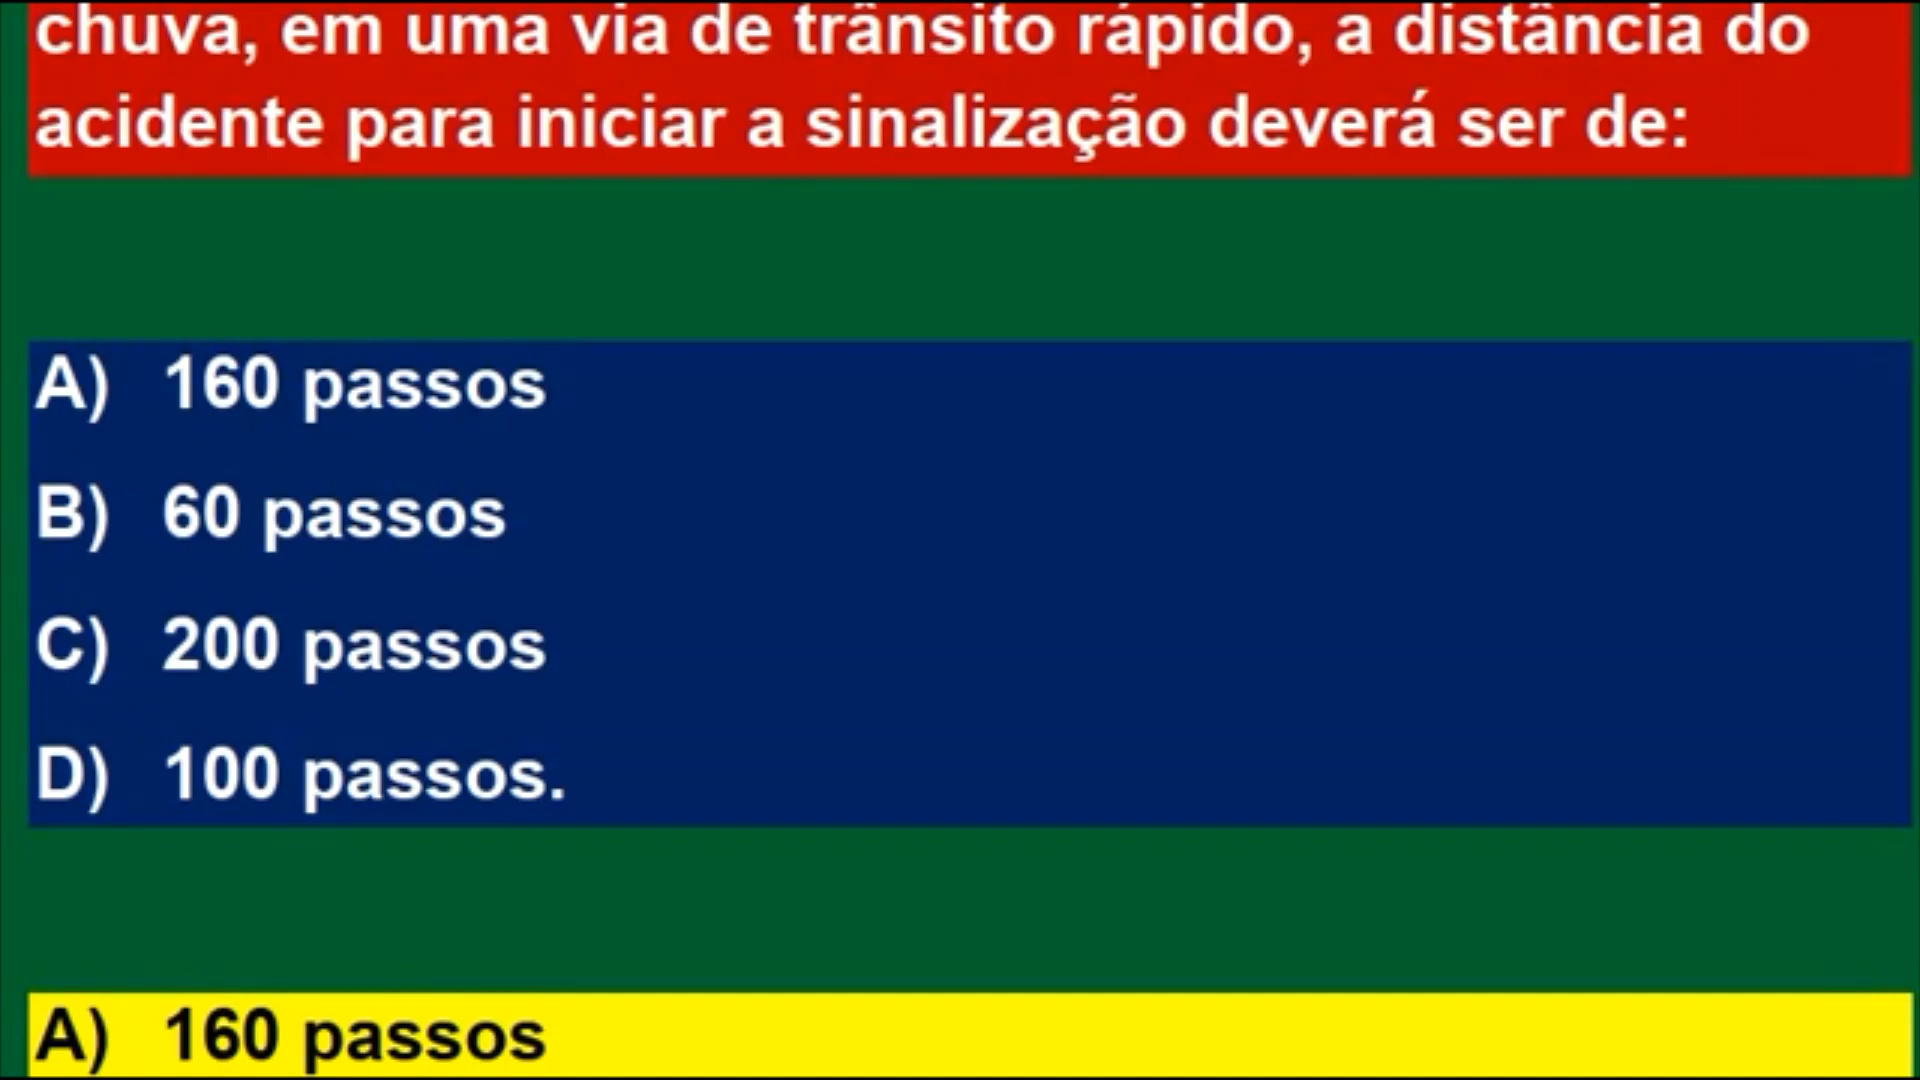 chuva, em uma via de trânsito rápido, a distância do
acidente para iniciar a sinalização deverá ser de:
A) 160 passos
B) 60 passos
C) 200 passos
D) 100 passos.
A) 160 passos